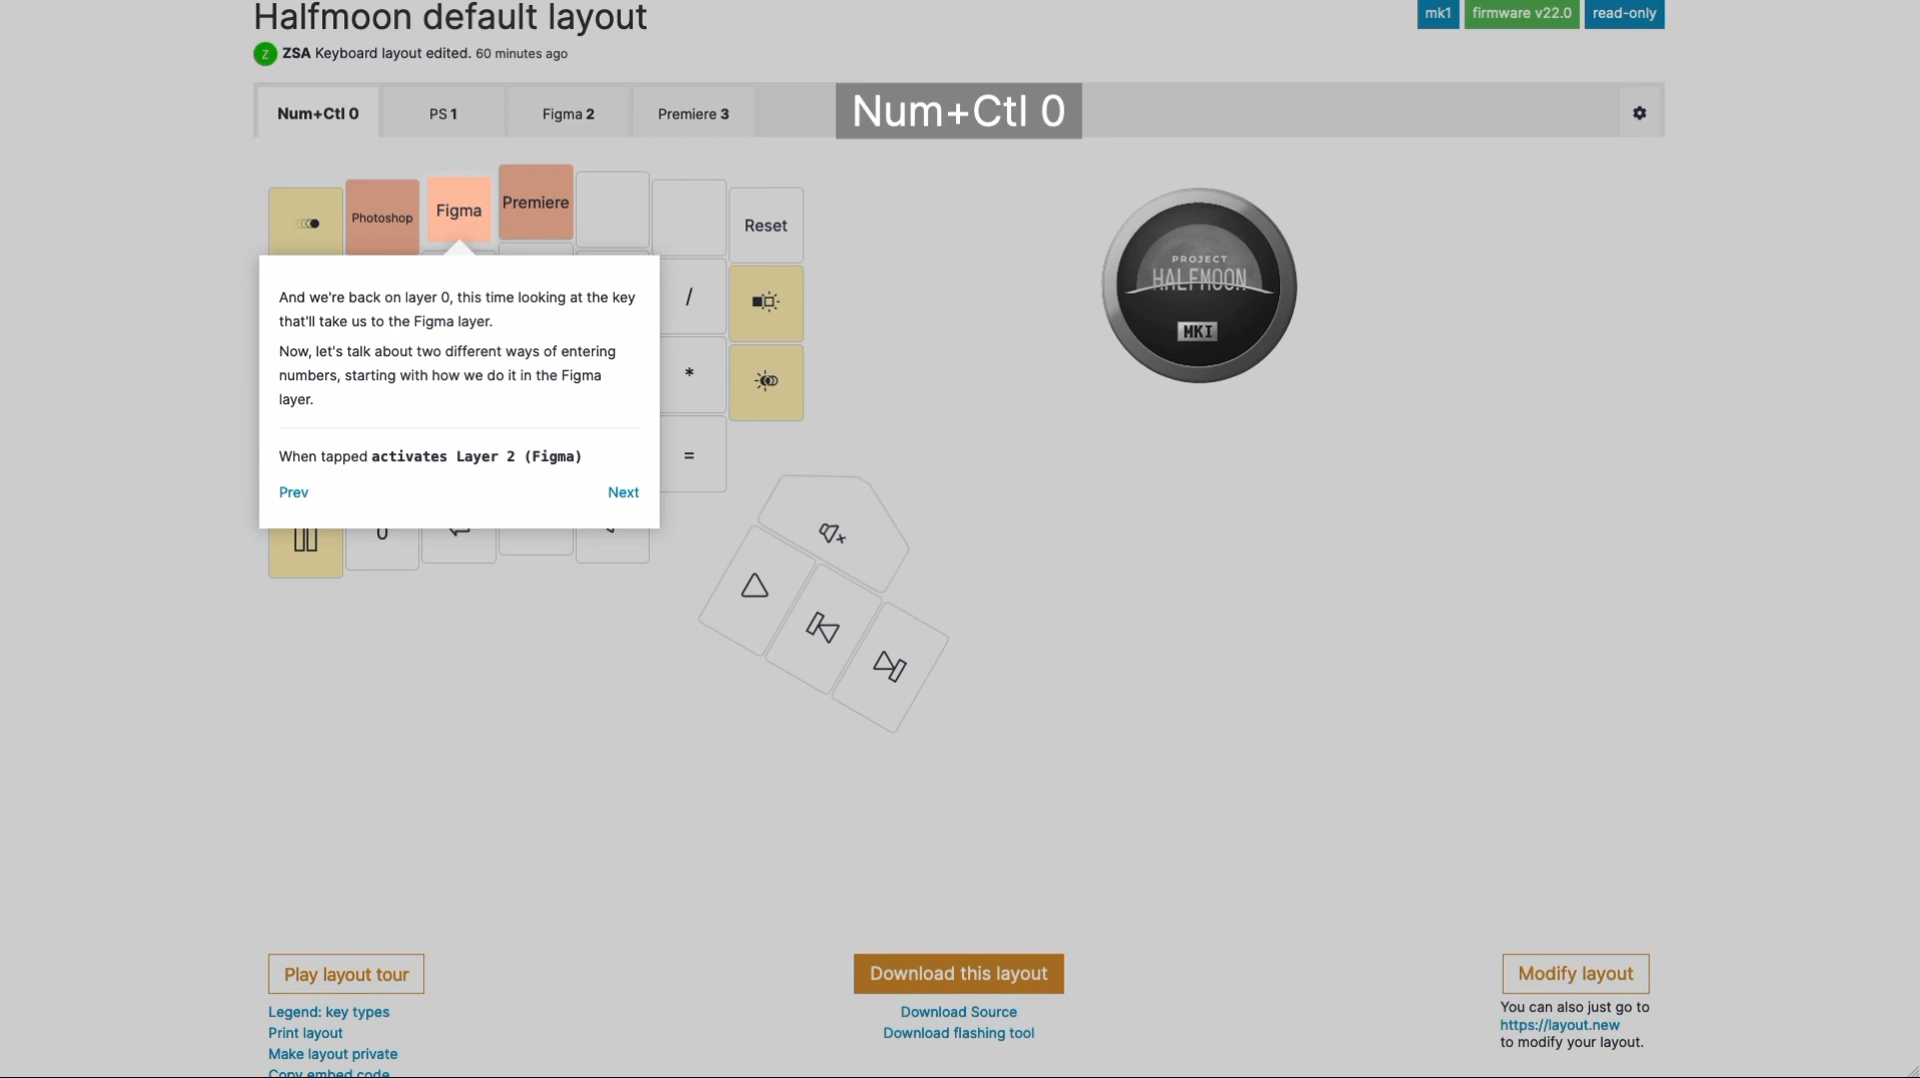 Halfmoon default layout
mk1 firmware v22.0 read-only
Z ZSA Keyboard layout edited. 60 minutes ago
Num+Ctl 0 PS 1 Figma 2 Premiere 3
Num+Ctl 0
Photoshop Figma Premiere Reset
And we're back on layer 0, this time looking at the key
that'll take us to the Figma layer.
Now, let's talk about two different ways of entering
numbers, starting with how we do it in the Figma
layer.
When tapped activates Layer 2 (Figma)
Prev Next
/
*
=
PROJECT
HALFMOON
MKI
Play layout tour
Legend: key types
Print layout
Make layout private
Copy embed code
Download this layout
Download Source
Download flashing tool
Modify layout
You can also just go to
https://layout.new
to modify your layout.